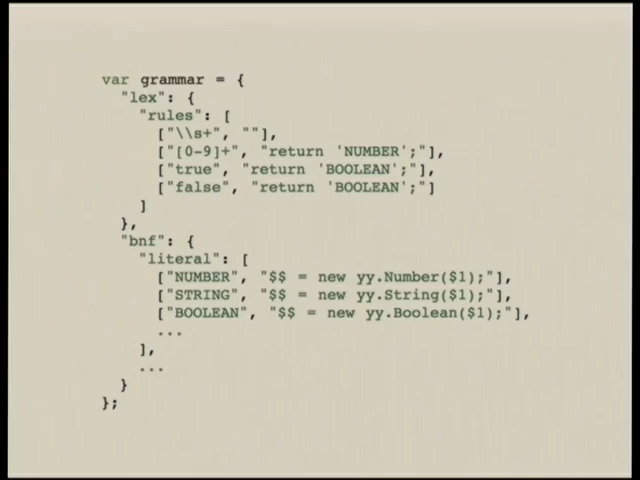 var grammar = {
"lex": {
"rules": [
["\\s+", ""],
["[0-9]+", "return 'NUMBER';"],
["true", "return 'BOOLEAN';"],
["false", "return 'BOOLEAN';"]
]
},
"bnf": {
"literal": [
["NUMBER", "$$ = new yy.Number($1);"],
["STRING", "$$ = new yy.String($1);"],
["BOOLEAN", "$$ = new yy.Boolean($1);"],
...
],
...
}
};